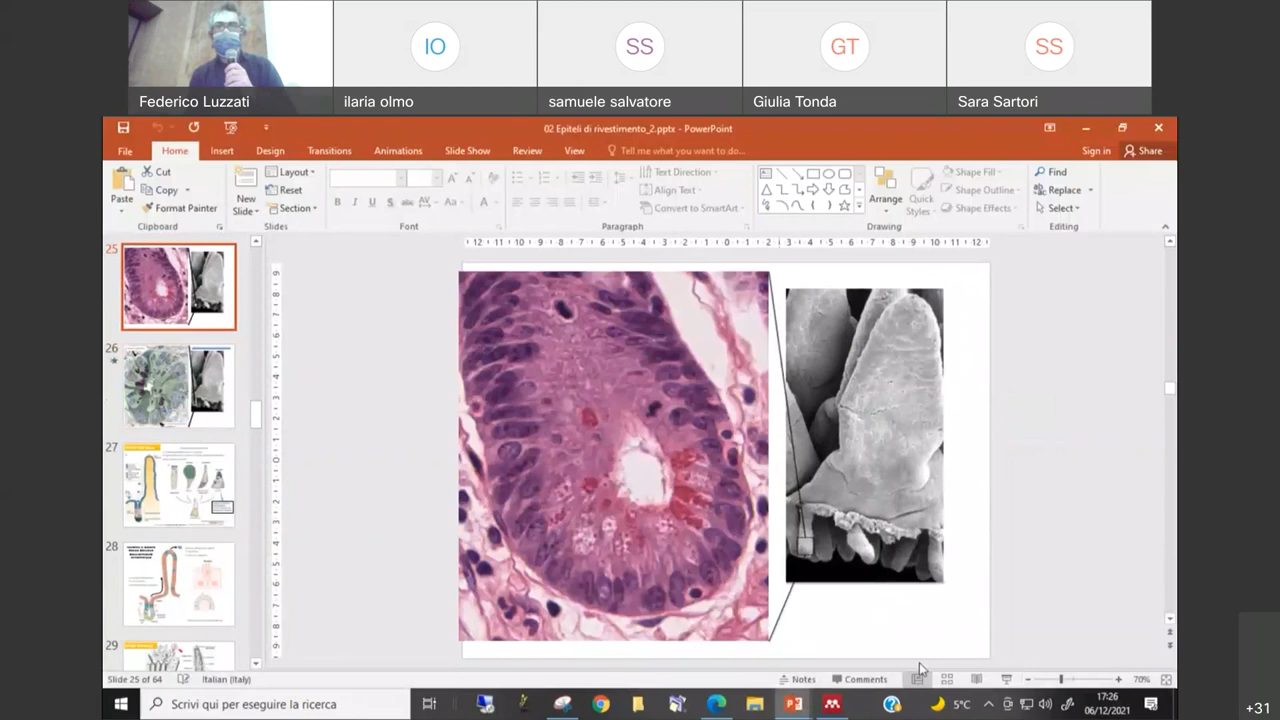 IO
SS
GT
SS
Federico Luzzati
ilaria olmo
samuele salvatore
Giulia Tonda
Sara Sartori
02 Epiteli di rivestimento_2.pptx - PowerPoint
File
Home
Insert
Design
Transitions
Animations
Slide Show
Review
View
Tell me what you want to do...
Sign in
Share
Paste
Cut
Copy
Format Painter
Clipboard
New
Slide
Layout
Reset
Section
Slides
Font
Text Direction
Align Text
Convert to SmartArt
Paragraph
Arrange
Quick
Styles
Shape Fill
Shape Outline
Shape Effects
Drawing
Find
Replace
Select
Editing
25
26
27
28
29
Slide 25 of 64
Italian (Italy)
Notes
Comments
70%
Scrivi qui per eseguire la ricerca
5°C
17:26
06/12/2021
+31